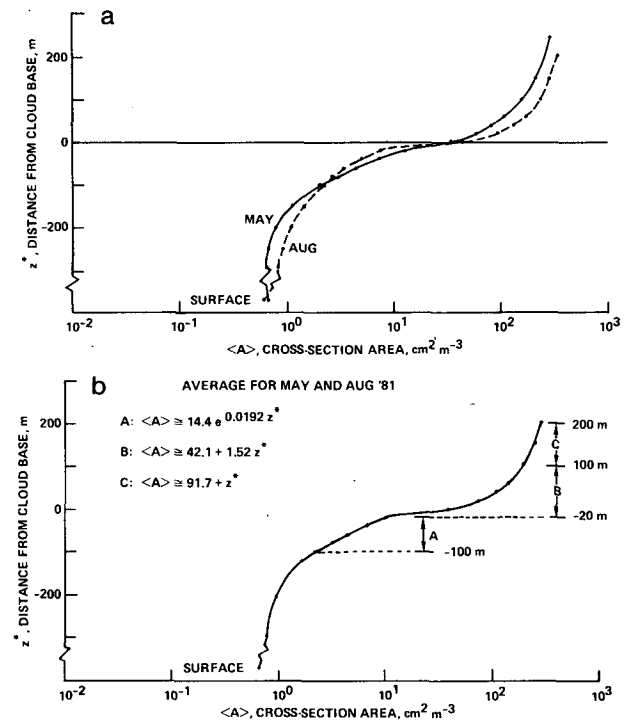 a
z*, DISTANCE FROM CLOUD BASE, m
200
0
-200
MAY
AUG
SURFACE
10^-2
10^-1
10^0
10^1
10^2
10^3
<A>, CROSS-SECTION AREA, cm^2 m^-3
b
AVERAGE FOR MAY AND AUG '81
A: <A> ≅ 14.4 e^0.0192 z*
B: <A> ≅ 42.1 + 1.52 z*
C: <A> ≅ 91.7 + z*
z*, DISTANCE FROM CLOUD BASE, m
200
0
-200
200 m
C
100 m
B
-20 m
A
-100 m
SURFACE
10^-2
10^-1
10^0
10^1
10^2
10^3
<A>, CROSS-SECTION AREA, cm^2 m^-3